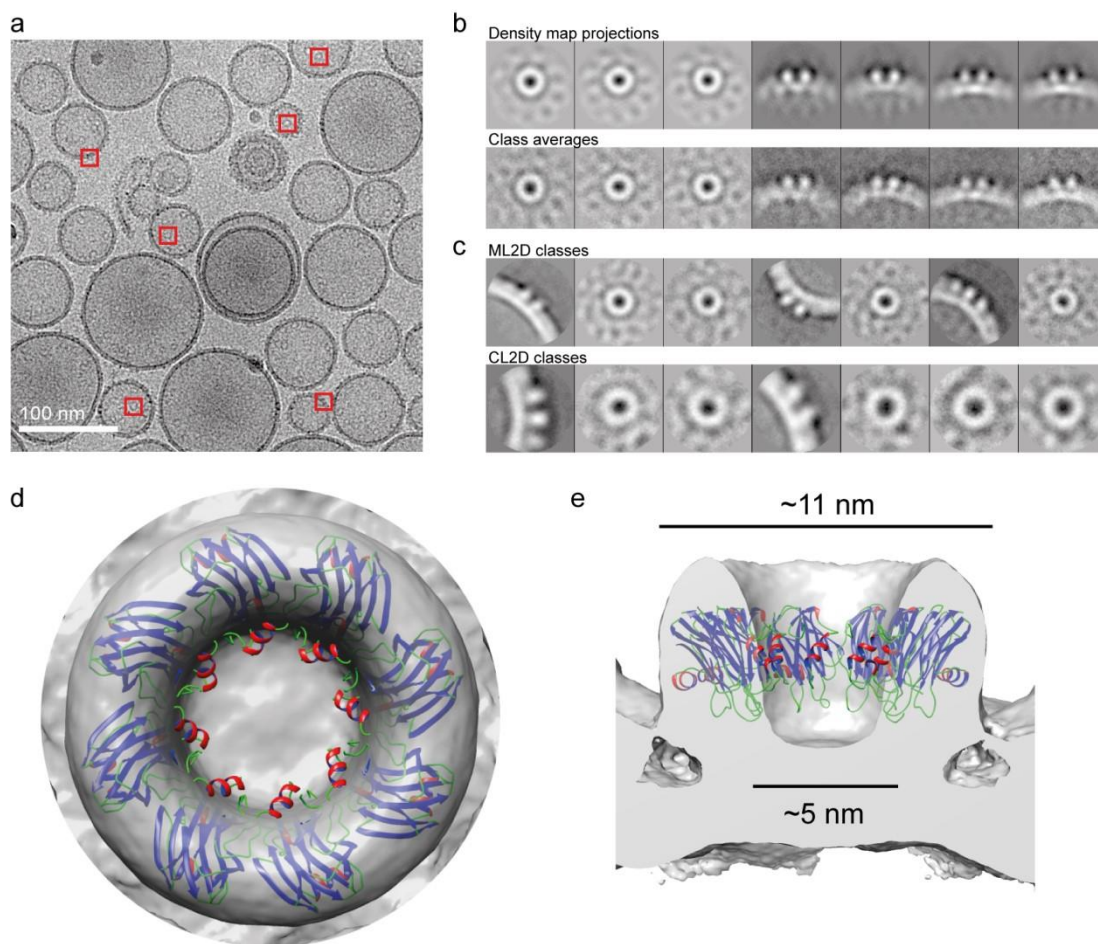 a
100 nm
b
Density map projections
Class averages
c
ML2D classes
CL2D classes
d
e
~11 nm
~5 nm